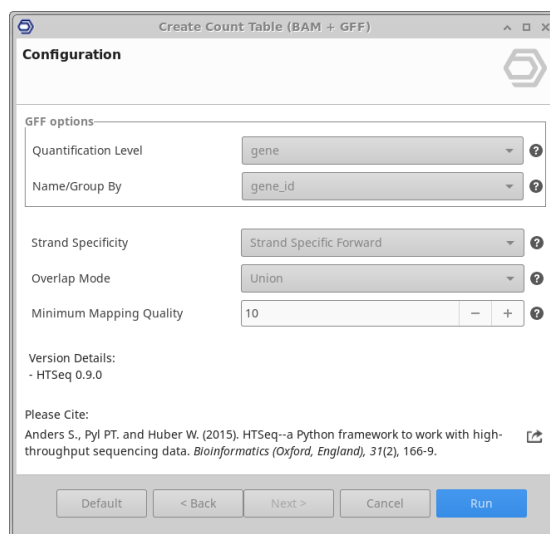 Create Count Table (BAM + GFF)
Configuration
GFF options
Quantification Level gene
Name/Group By gene_id
Strand Specificity Strand Specific Forward
Overlap Mode Union
Minimum Mapping Quality 10
Version Details:
- HTSeq 0.9.0
Please Cite:
Anders S., Pyl PT. and Huber W. (2015). HTSeq--a Python framework to work with high-
throughput sequencing data. Bioinformatics (Oxford, England), 31(2), 166-9.
Default < Back Next > Cancel Run